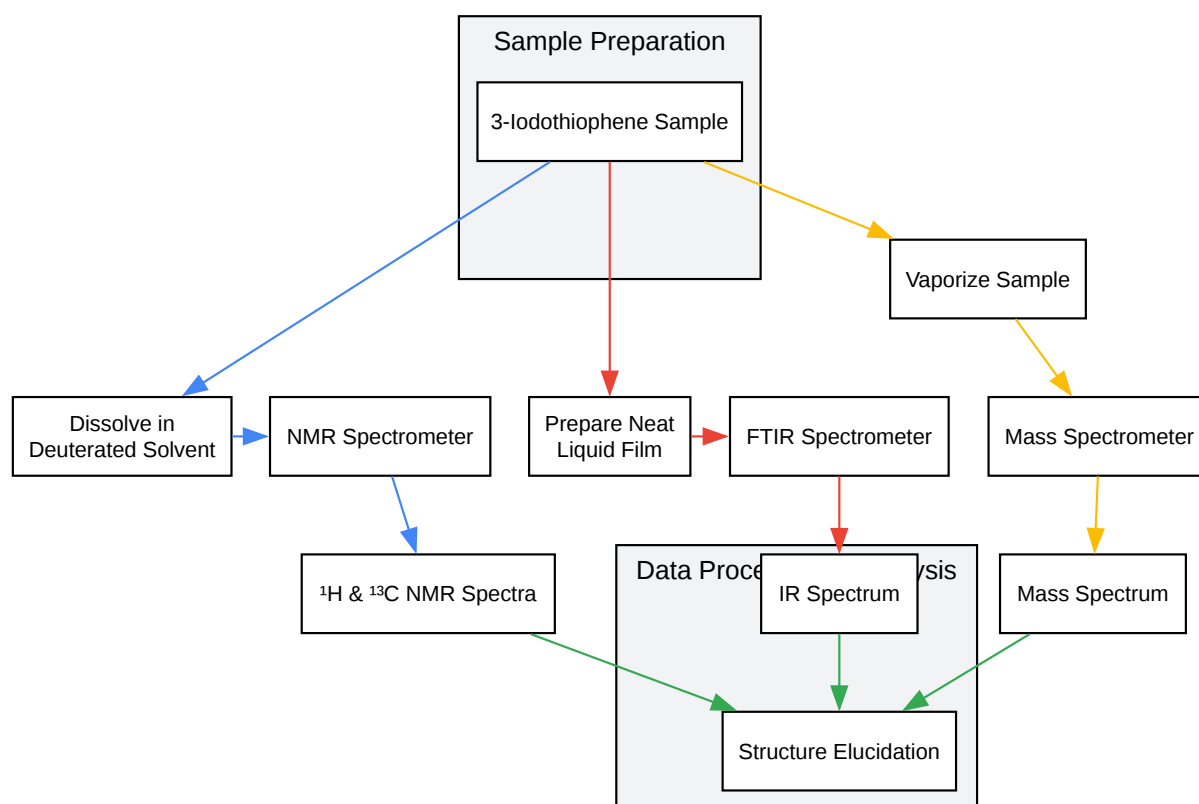 Sample Preparation
3-Iodothiophene Sample
Vaporize Sample
Dissolve in
Deuterated Solvent
NMR Spectrometer
Prepare Neat
Liquid Film
FTIR Spectrometer
Mass Spectrometer
Data Proce
¹H & ¹³C NMR Spectra
IR Spectrum
Mass Spectrum
Structure Elucidation